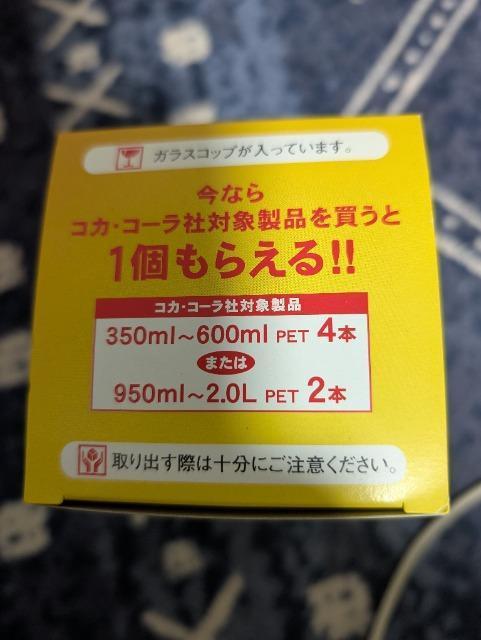 ガラスコップが入っています。
今なら
コカ・コーラ社対象製品を買うと
1個もらえる!!
コカ・コーラ社対象製品
350ml～600ml PET 4本
または
950ml～2.0L PET 2本
取り出す際は十分にご注意ください。